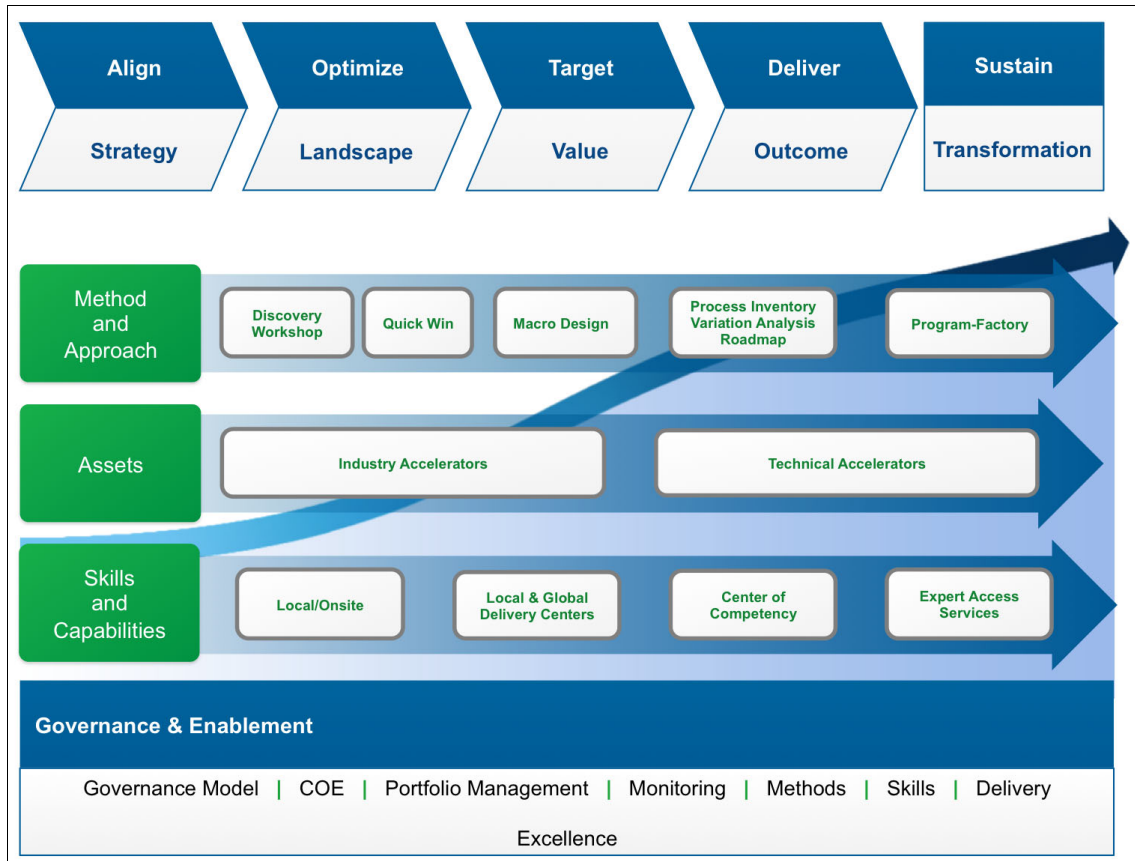 Align
Strategy
Optimize
Landscape
Target
Value
Deliver
Outcome
Sustain
Transformation
Method
and
Approach
Discovery
Workshop
Quick Win
Macro Design
Process Inventory
Variation Analysis
Roadmap
Program-Factory
Assets
Industry Accelerators
Technical Accelerators
Skills
and
Capabilities
Local/Onsite
Local & Global
Delivery Centers
Center of
Competency
Expert Access
Services
Governance & Enablement
Governance Model | COE | Portfolio Management | Monitoring | Methods | Skills | Delivery
Excellence